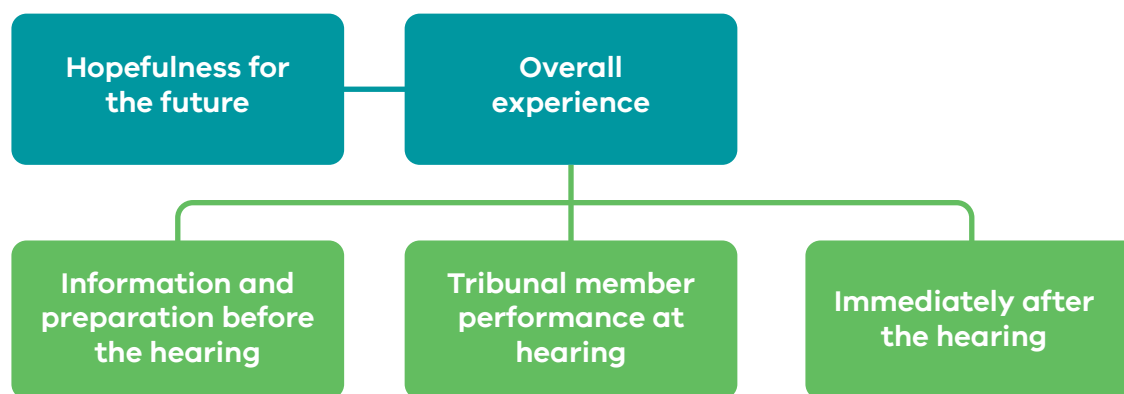 Hopefulness for
the future
Overall
experience
Information and
preparation before
the hearing
Tribunal member
performance at
hearing
Immediately after
the hearing